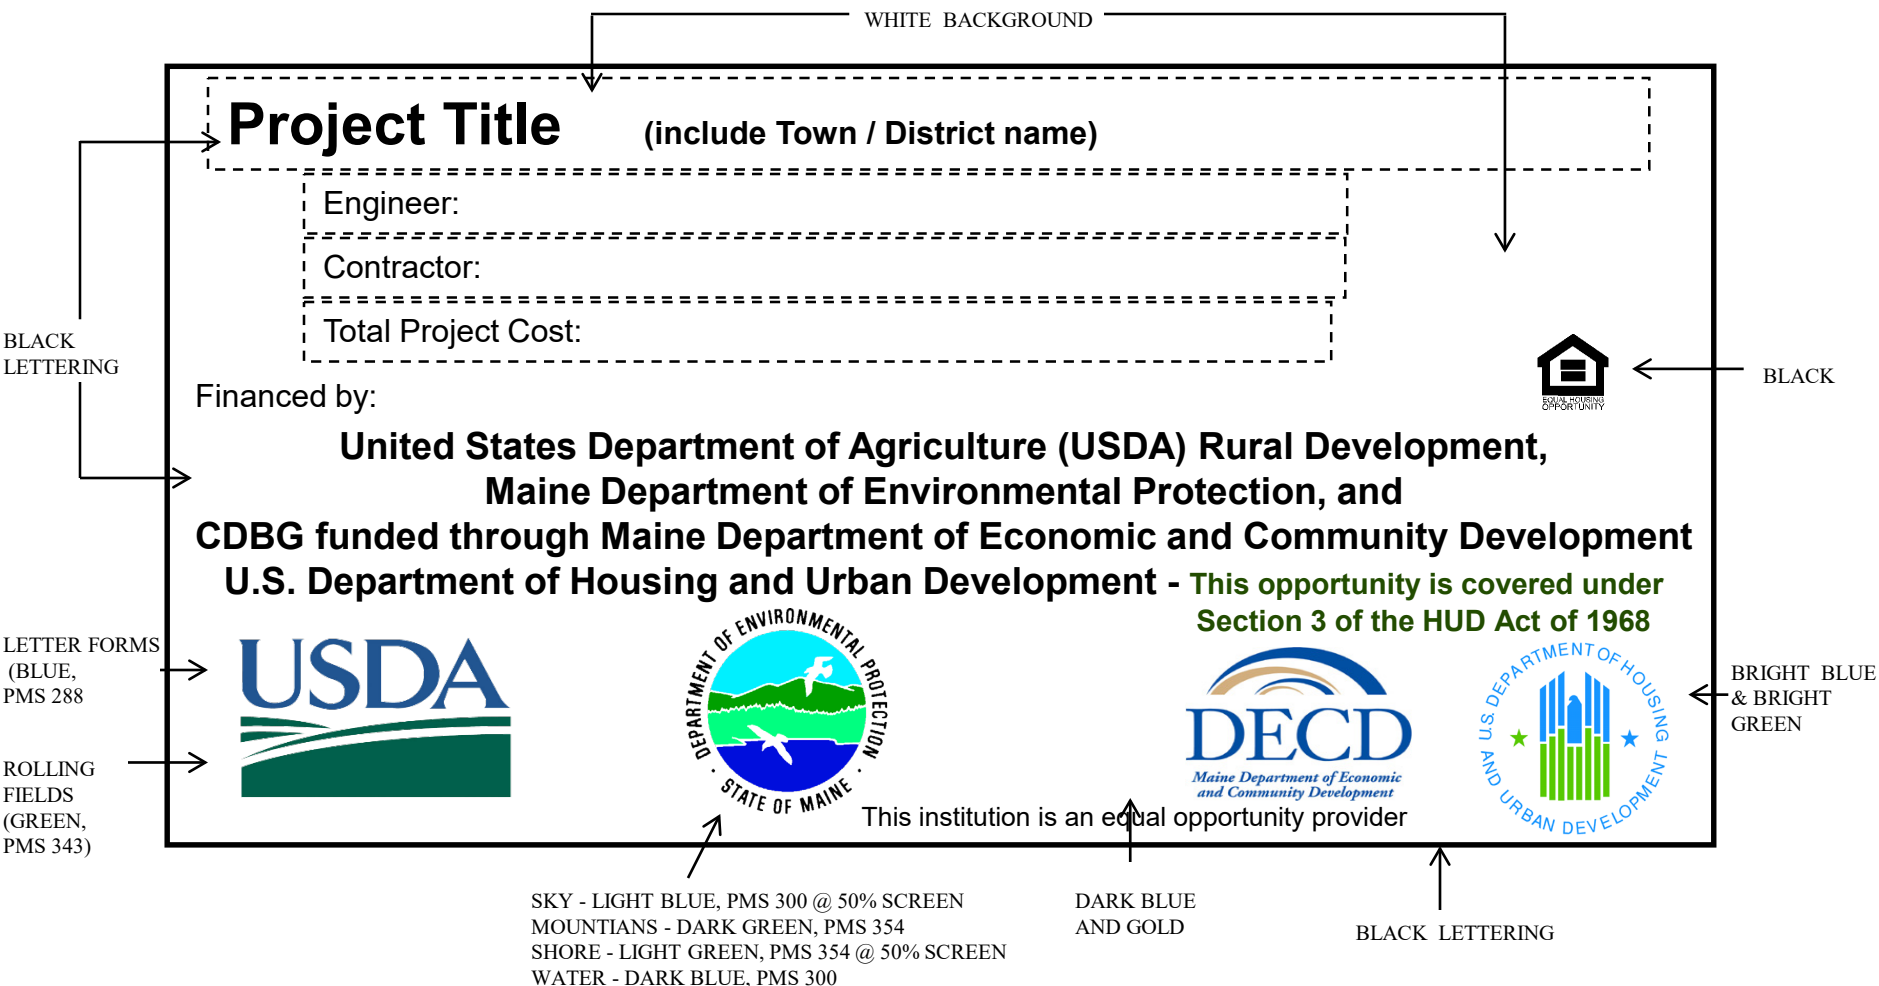 WHITE BACKGROUND
Project Title (include Town / District name)
Engineer:
Contractor:
Total Project Cost:
BLACK
LETTERING
EQUAL HOUSING
OPPORTUNITY
BLACK
Financed by:
United States Department of Agriculture (USDA) Rural Development,
Maine Department of Environmental Protection, and
CDBG funded through Maine Department of Economic and Community Development
U.S. Department of Housing and Urban Development - This opportunity is covered under
Section 3 of the HUD Act of 1968
LETTER FORMS
(BLUE,
PMS 288
ROLLING
FIELDS
(GREEN,
PMS 343)
USDA
DEPARTMENT OF ENVIRONMENTAL PROTECTION
· STATE OF MAINE ·
DECD
Maine Department of Economic
and Community Development
U.S. DEPARTMENT OF HOUSING
AND URBAN DEVELOPMENT
BRIGHT BLUE
& BRIGHT
GREEN
This institution is an equal opportunity provider
SKY - LIGHT BLUE, PMS 300 @ 50% SCREEN
MOUNTIANS - DARK GREEN, PMS 354
SHORE - LIGHT GREEN, PMS 354 @ 50% SCREEN
WATER - DARK BLUE, PMS 300
DARK BLUE
AND GOLD
BLACK LETTERING